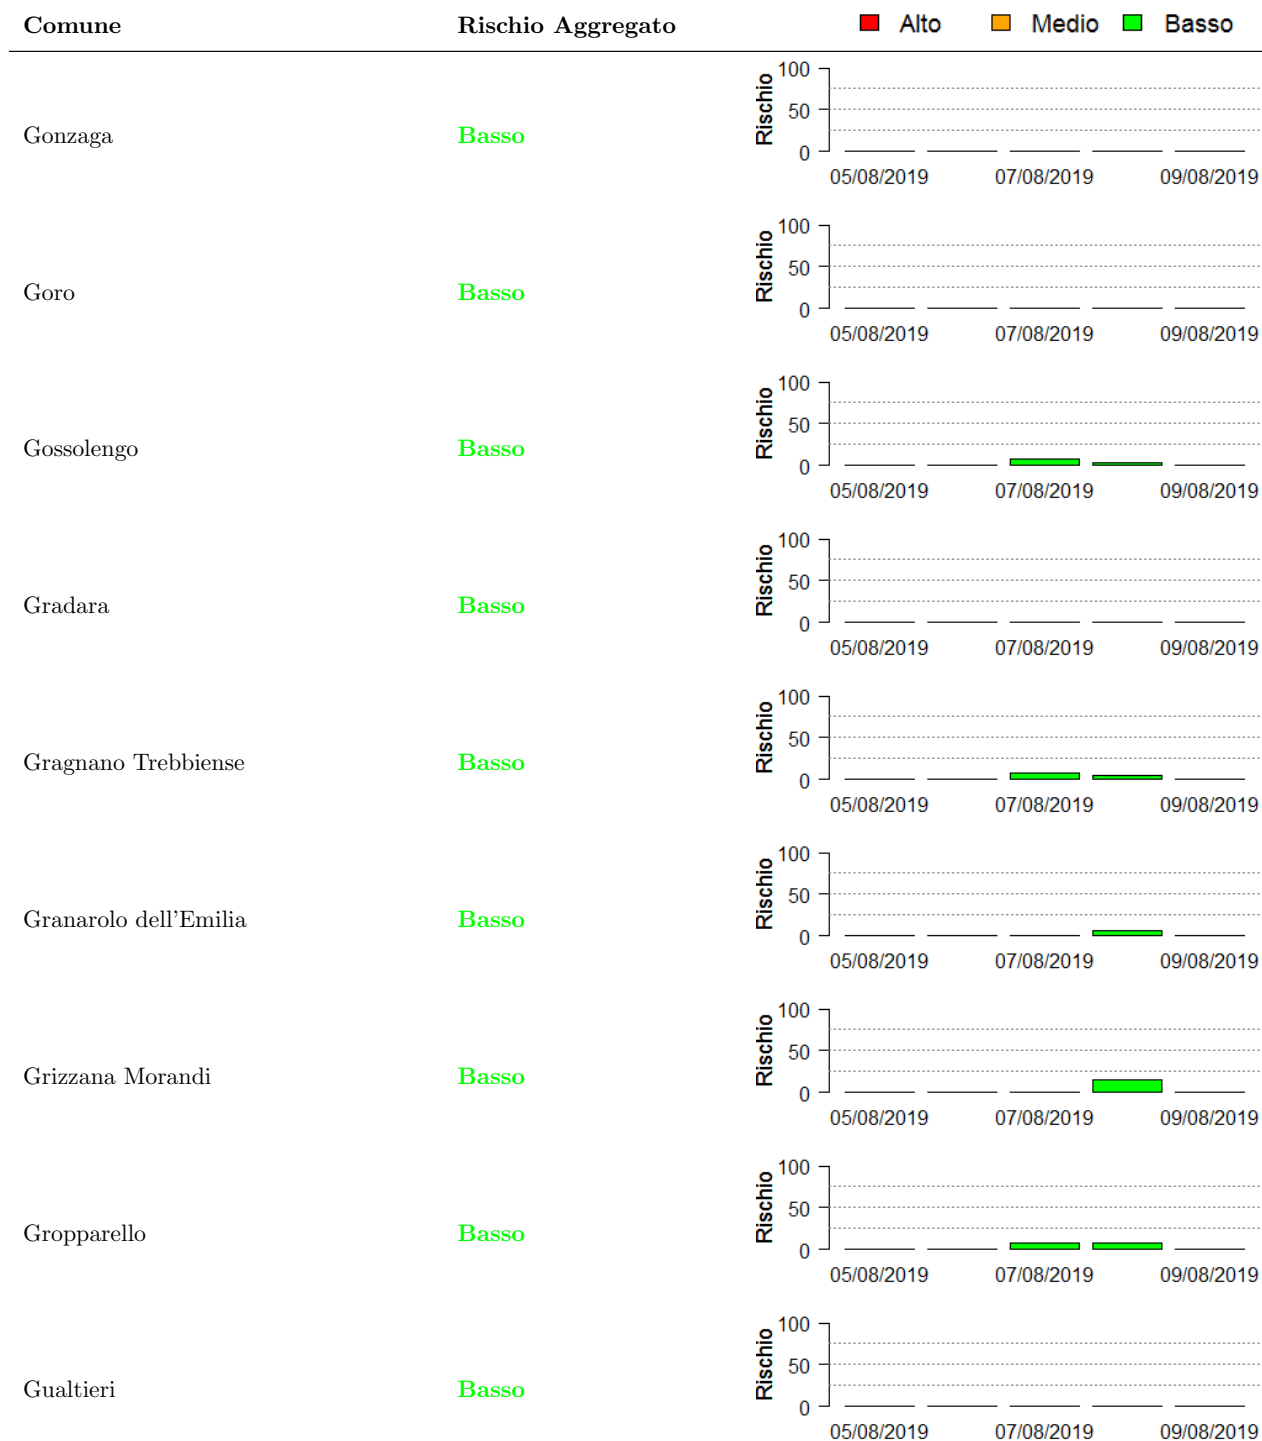 Comune Rischio Aggregato Alto Medio Basso
Gonzaga Basso Rischio 100 50 0
05/08/2019 07/08/2019 09/08/2019
Goro Basso Rischio 100 50 0
05/08/2019 07/08/2019 09/08/2019
Gossolengo Basso Rischio 100 50 0
05/08/2019 07/08/2019 09/08/2019
Gradara Basso Rischio 100 50 0
05/08/2019 07/08/2019 09/08/2019
Gragnano Trebbiense Basso Rischio 100 50 0
05/08/2019 07/08/2019 09/08/2019
Granarolo dell'Emilia Basso Rischio 100 50 0
05/08/2019 07/08/2019 09/08/2019
Grizzana Morandi Basso Rischio 100 50 0
05/08/2019 07/08/2019 09/08/2019
Gropparello Basso Rischio 100 50 0
05/08/2019 07/08/2019 09/08/2019
Gualtieri Basso Rischio 100 50 0
05/08/2019 07/08/2019 09/08/2019